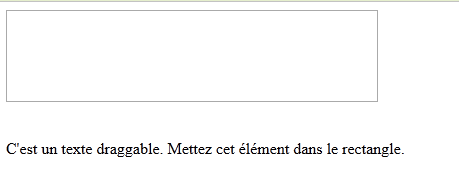 C'est un texte draggable. Mettez cet élément dans le rectangle.